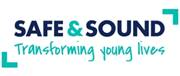 SAFE & SOUND
Transforming young lives